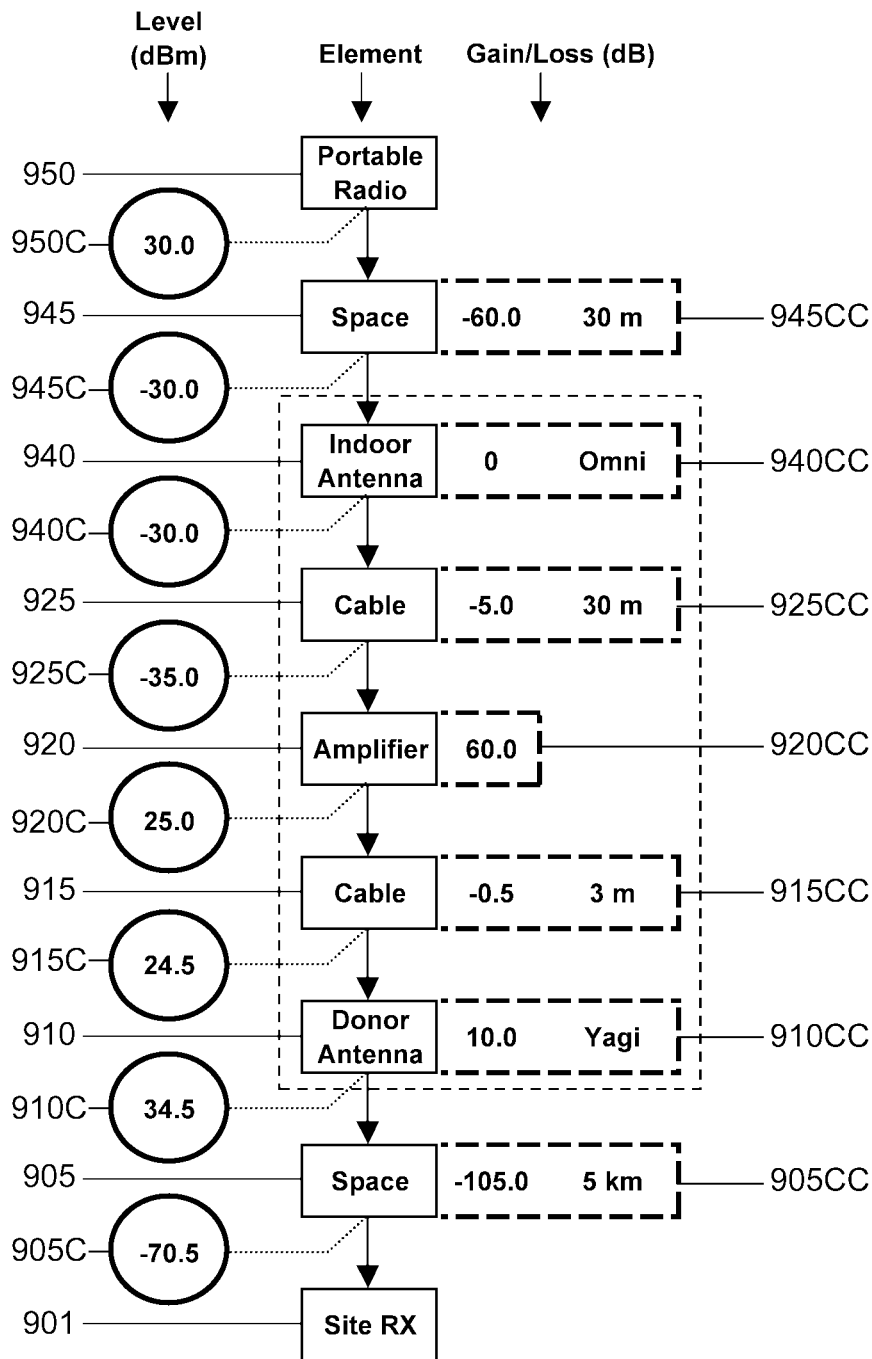 Level
(dBm)
Element
Gain/Loss (dB)
950
Portable
Radio
950C
30.0
945
Space
-60.0 30 m
945CC
945C
-30.0
940
Indoor
Antenna
0 Omni
940CC
940C
-30.0
925
Cable
-5.0 30 m
925CC
925C
-35.0
920
Amplifier
60.0
920CC
920C
25.0
915
Cable
-0.5 3 m
915CC
915C
24.5
910
Donor
Antenna
10.0 Yagi
910CC
910C
34.5
905
Space
-105.0 5 km
905CC
905C
-70.5
901
Site RX